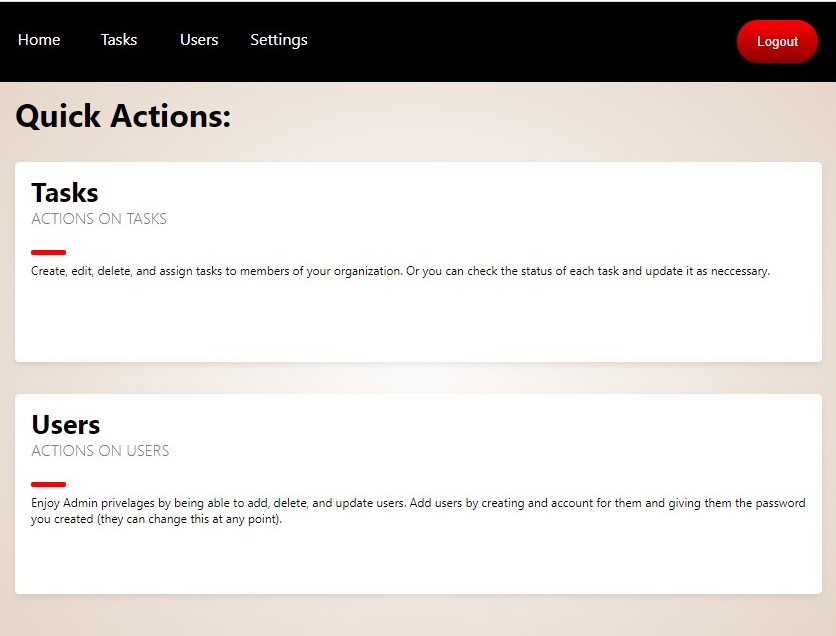 Home Tasks Users Settings Logout
Quick Actions:
Tasks
ACTIONS ON TASKS
Create, edit, delete, and assign tasks to members of your organization. Or you can check the status of each task and update it as neccessary.
Users
ACTIONS ON USERS
Enjoy Admin privelages by being able to add, delete, and update users. Add users by creating and account for them and giving them the password
you created (they can change this at any point).